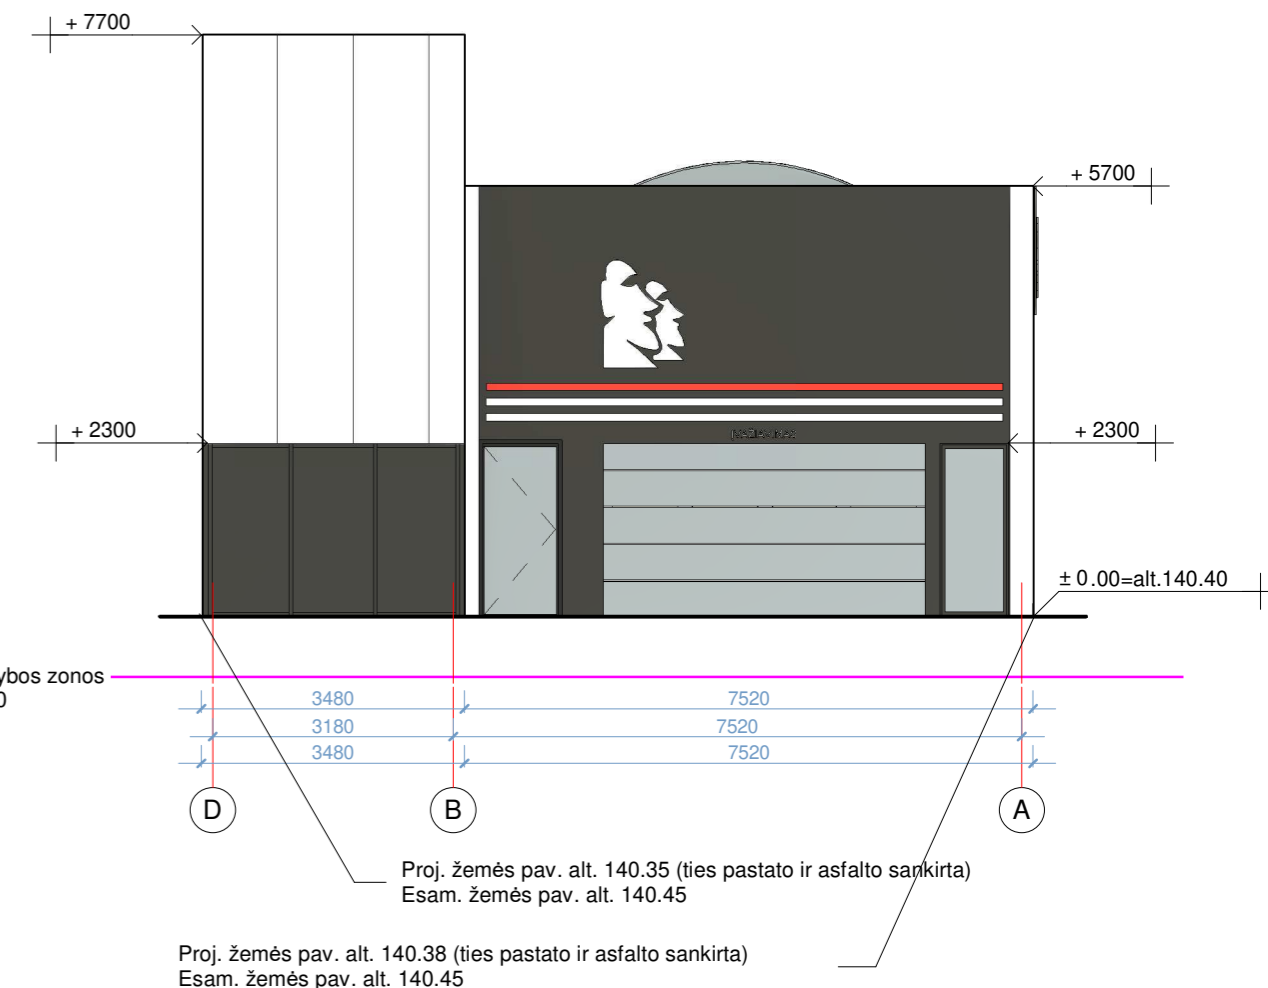 + 7700
+ 5700
+ 2300
+ 2300
± 0.00=alt.140.40
ybos zonos
0
3480 7520
3180 7520
3480 7520
D B A
Proj. žemės pav. alt. 140.35 (ties pastato ir asfalto sankirta)
Esam. žemės pav. alt. 140.45
Proj. žemės pav. alt. 140.38 (ties pastato ir asfalto sankirta)
Esam. žemės pav. alt. 140.45